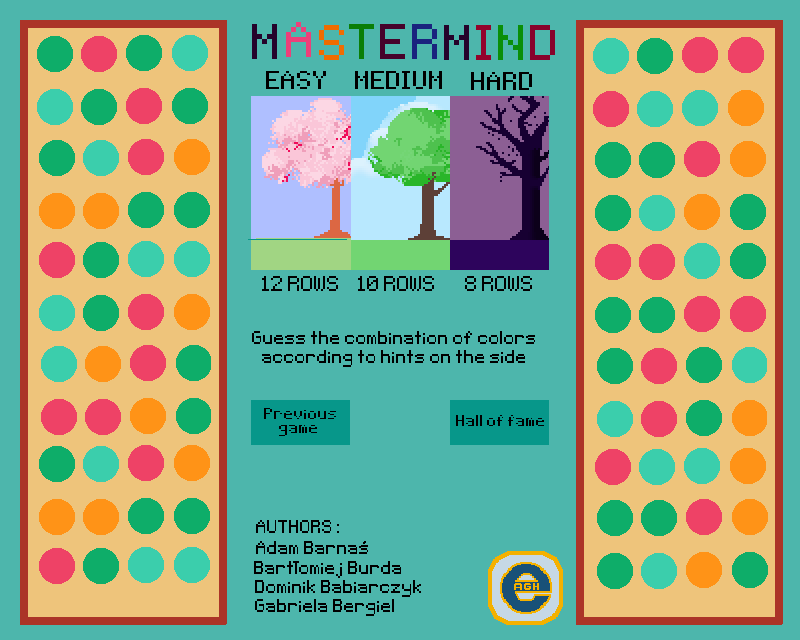 MASTERMIND
EASY MEDIUM HARD
12 ROWS 10 ROWS 8 ROWS
Guess the combination of colors
according to hints on the side
Previous
game
Hall of fame
AUTHORS:
Adam Barnaś
Bartłomiej Burda
Dominik Babiarczyk
Gabriela Bergiel
AGH